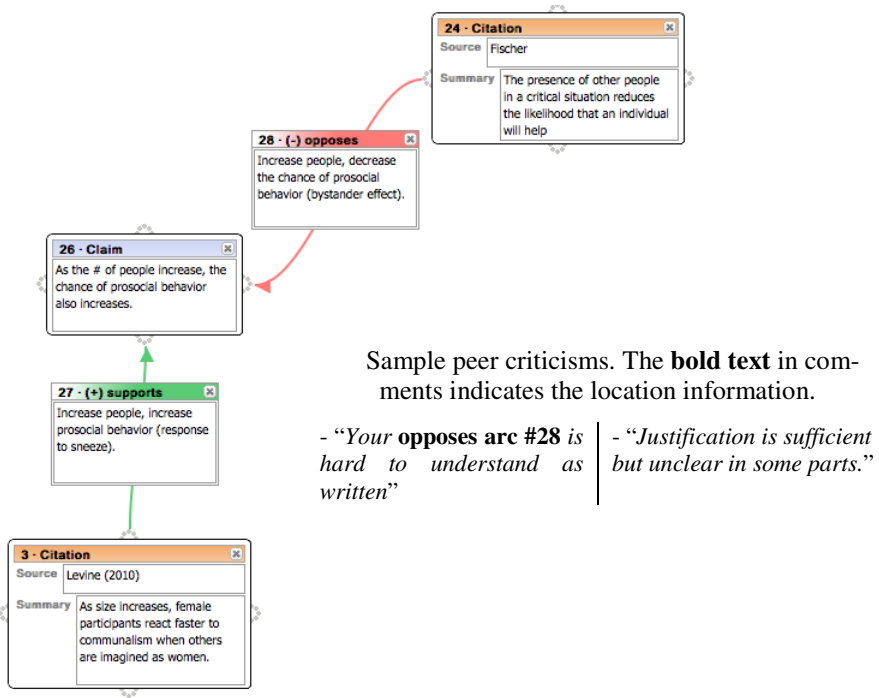 24 · Citation
Source Fischer
Summary The presence of other people
in a critical situation reduces
the likelihood that an individual
will help
28 · (-) opposes
Increase people, decrease
the chance of prosocial
behavior (bystander effect).
26 · Claim
As the # of people increase, the
chance of prosocial behavior
also increases.
27 · (+) supports
Increase people, increase
prosocial behavior (response
to sneeze).
3 · Citation
Source Levine (2010)
Summary As size increases, female
participants react faster to
communalism when others
are imagined as women.
Sample peer criticisms. The bold text in com-
ments indicates the location information.
- “Your opposes arc #28 is
hard to understand as
written”
- “Justification is sufficient
but unclear in some parts.”